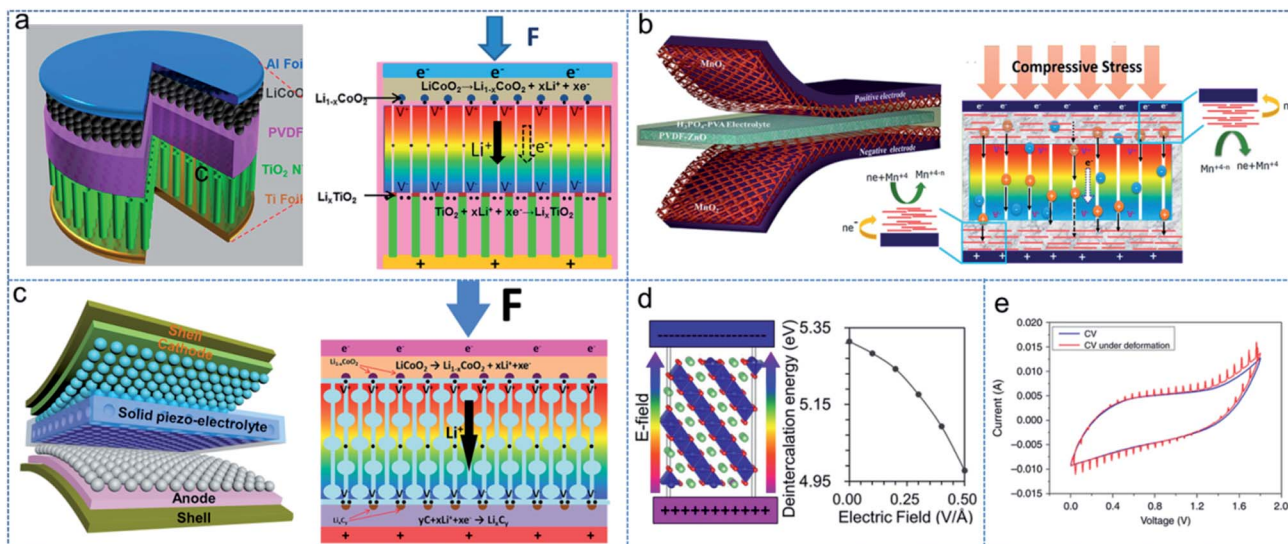 a
F
Al Foi
LiCoO
PVDF
TiO₂ N
Ti Foil
C
e⁻ e⁻ e⁻
LiCoO₂→Li₁₋ₓCoO₂ + xLi⁺ + xe⁻
Li₁₋ₓCoO₂
V⁺ V⁺ V⁺ V⁺ V⁺ V⁺ V⁺ V⁺
Li⁺ e⁻
V⁻ V⁻
LiₓTiO₂
TiO₂ + xLi⁺ + xe⁻→LiₓTiO₂
+ + +
b
Compressive Stress
MnO₂
Positive electrode
H₃PO₄-PVA Electrolyte
PVDF-ZnO
Negative electrode
MnO₂
ne+Mn⁺⁴ Mn⁺⁴⁻ⁿ
ne⁻
e⁻ e⁻ e⁻ e⁻ e⁻ e⁻
e⁻
+ + + + + +
ne
Mn⁺⁴⁻ⁿ ne+Mn⁺⁴
c
F
Shell
Cathode
Solid piezo-electrolyte
Anode
Shell
e⁻ e⁻ e⁻ e⁻ e⁻
Li₁₋ₓCoO₂
LiCoO₂ → Li₁₋ₓCoO₂ + xLi⁺+xe⁻
V⁺ V⁺ V⁺ V⁺ V⁺ V⁺ V⁺ V⁺ V⁺
Li⁺
V⁻ V⁻ V⁻ V⁻ V⁻ V⁻ V⁻ V⁻ V⁻
LiₓCᵧ
yC+xLi⁺+xe⁻ → LiₓCᵧ
+ + + + +
d
E-field
++++++++++
Deintercalation energy (eV)
5.35
5.15
4.95
0.00 0.25 0.50
Electric Field (V/Å)
e
CV
CV under deformation
Current (A)
0.020
0.015
0.010
0.005
0.000
−0.005
−0.010
−0.015
0.0 0.4 0.8 1.2 1.6 2.0
Voltage (V)